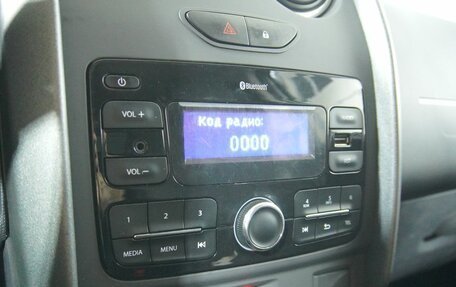 Bluetooth
VOL +
Код радио:
0000
VOL −
1 2 3
4 5 6
MEDIA MENU